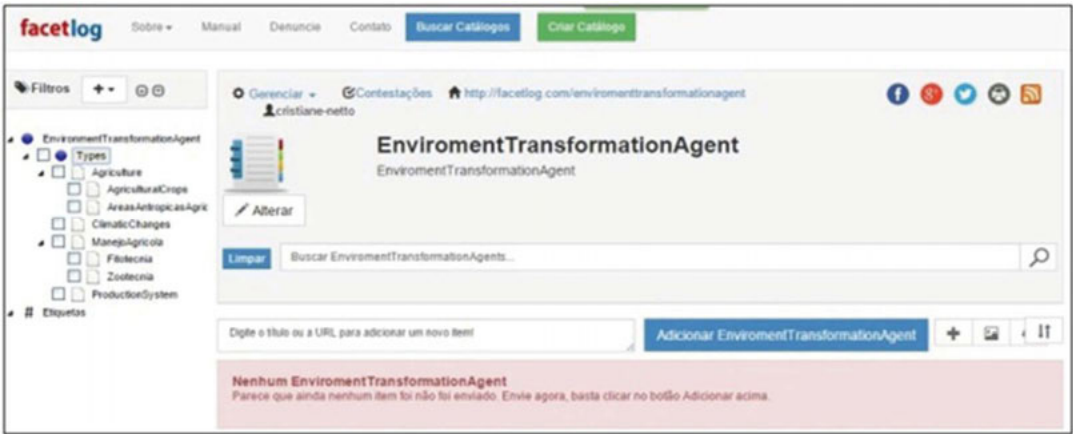 facetlog Sobre Manual Denuncie Contato Buscar Catálogos Criar Catálogo
Filtros
EnvironmentTransformationAgent
Types
Agriculture
AgriculturalCrops
AreasAntropicasAgric
ClimaticChanges
ManejoAgricola
Fitotecnia
Zootecnia
ProductionSystem
# Etiquetas
Gerenciar Contestações http://facetlog.com/enviromenttransformationagent
cristiane-netto
EnviromentTransformationAgent
EnviromentTransformationAgent
Alterar
Limpar Buscar EnviromentTransformationAgents...
Digite o título ou a URL para adicionar um novo item! Adicionar EnviromentTransformationAgent
Nenhum EnviromentTransformationAgent
Parece que ainda nenhum item foi não foi enviado. Envie agora, basta clicar no botão Adicionar acima.